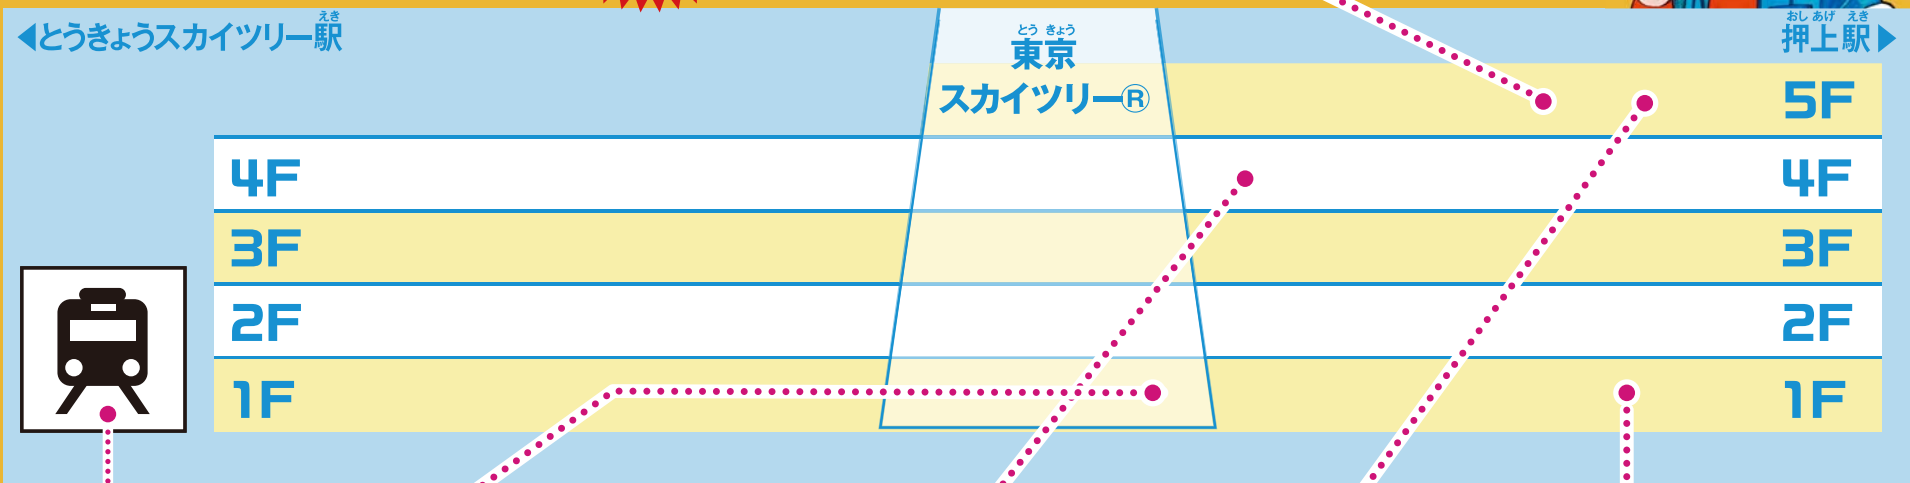 えき
◀とうきょうスカイツリー駅
とう きょう
東京
スカイツリー®
おし あげ えき
押上駅▶
5F
4F
4F
3F
3F
2F
2F
1F
1F